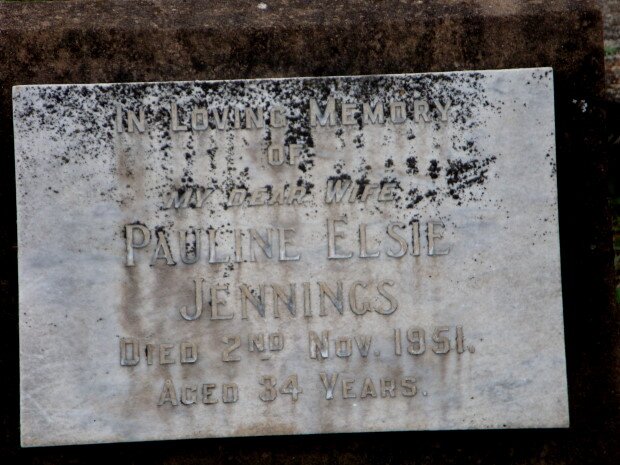 In Loving Memory
of
My Dear Wife
Pauline Elsie
Jennings
Died 2nd Nov. 1951.
Aged 34 Years.